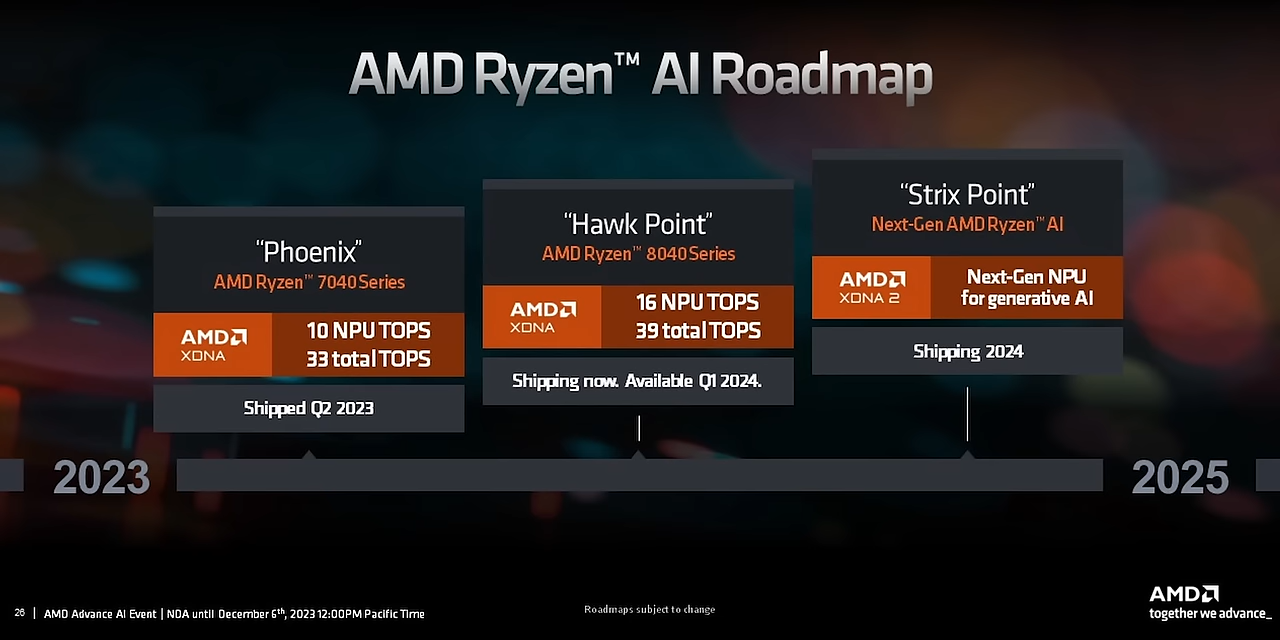 AMD Ryzen™ AI Roadmap
“Phoenix”
AMD Ryzen™ 7040 Series
AMD
XDNA
10 NPU TOPS
33 total TOPS
Shipped Q2 2023
“Hawk Point”
AMD Ryzen™ 8040 Series
AMD
XDNA
16 NPU TOPS
39 total TOPS
Shipping now. Available Q1 2024.
“Strix Point”
Next-Gen AMD Ryzen™ AI
AMD
XDNA 2
Next-Gen NPU
for generative AI
Shipping 2024
2023
2025
26 | AMD Advance AI Event | NDA until December 6th, 2023 12:00PM Pacific Time
Roadmaps subject to change
AMD
together we advance_